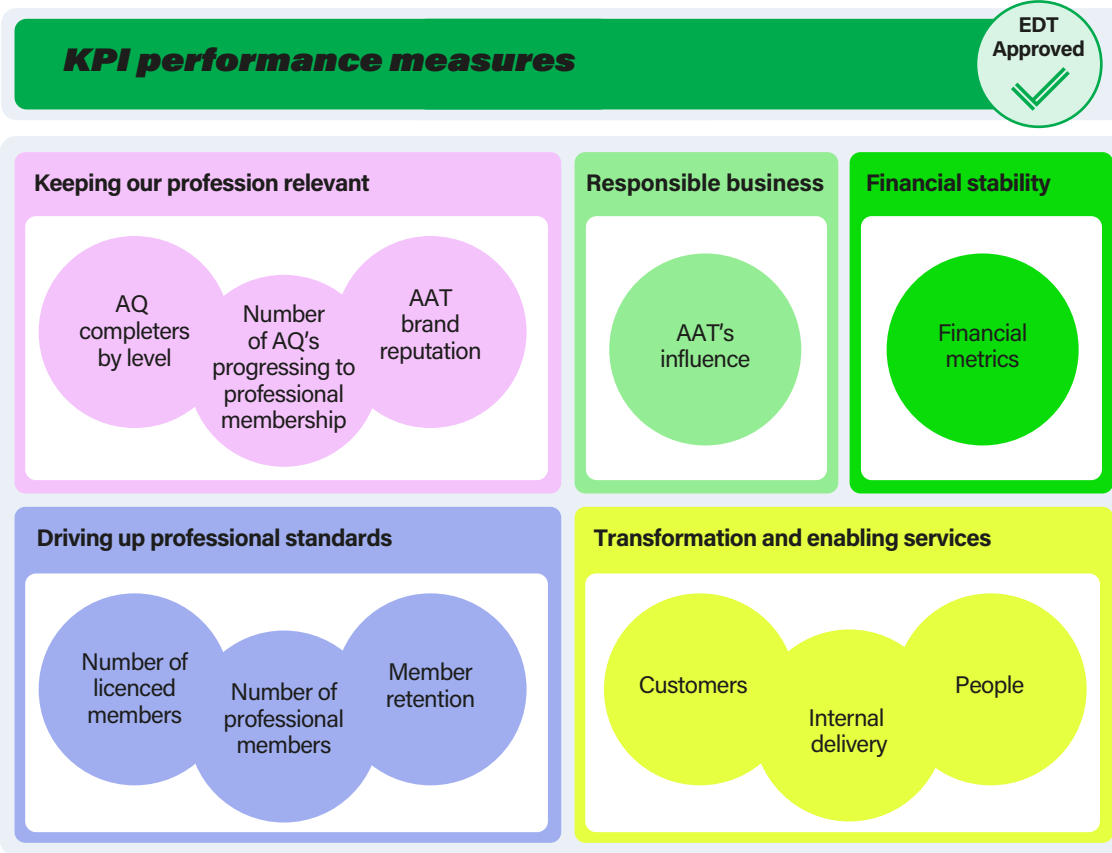 KPI performance measures
EDT
Approved
Keeping our profession relevant
AQ
completers
by level
Number
of AQ's
progressing to
professional
membership
AAT
brand
reputation
Responsible business
AAT's
influence
Financial stability
Financial
metrics
Driving up professional standards
Number of
licenced
members
Number of
professional
members
Member
retention
Transformation and enabling services
Customers
Internal
delivery
People